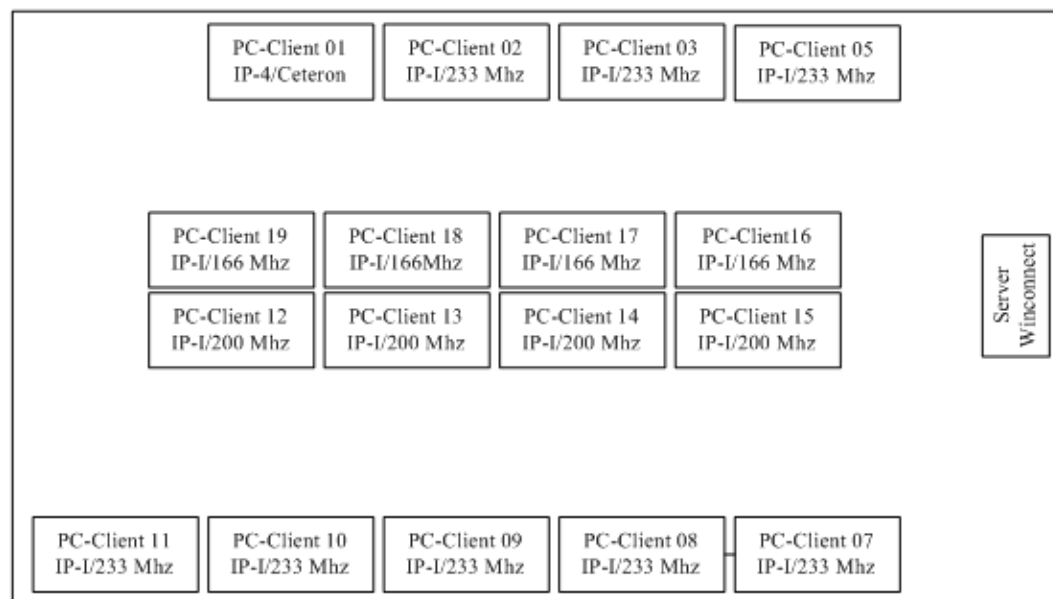 PC-Client 01
IP-4/Ceteron
PC-Client 02
IP-I/233 Mhz
PC-Client 03
IP-I/233 Mhz
PC-Client 05
IP-I/233 Mhz
PC-Client 19
IP-I/166 Mhz
PC-Client 18
IP-I/166Mhz
PC-Client 17
IP-I/166 Mhz
PC-Client16
IP-I/166 Mhz
PC-Client 12
IP-I/200 Mhz
PC-Client 13
IP-I/200 Mhz
PC-Client 14
IP-I/200 Mhz
PC-Client 15
IP-I/200 Mhz
Server
Winconnect
PC-Client 11
IP-I/233 Mhz
PC-Client 10
IP-I/233 Mhz
PC-Client 09
IP-I/233 Mhz
PC-Client 08
IP-I/233 Mhz
PC-Client 07
IP-I/233 Mhz